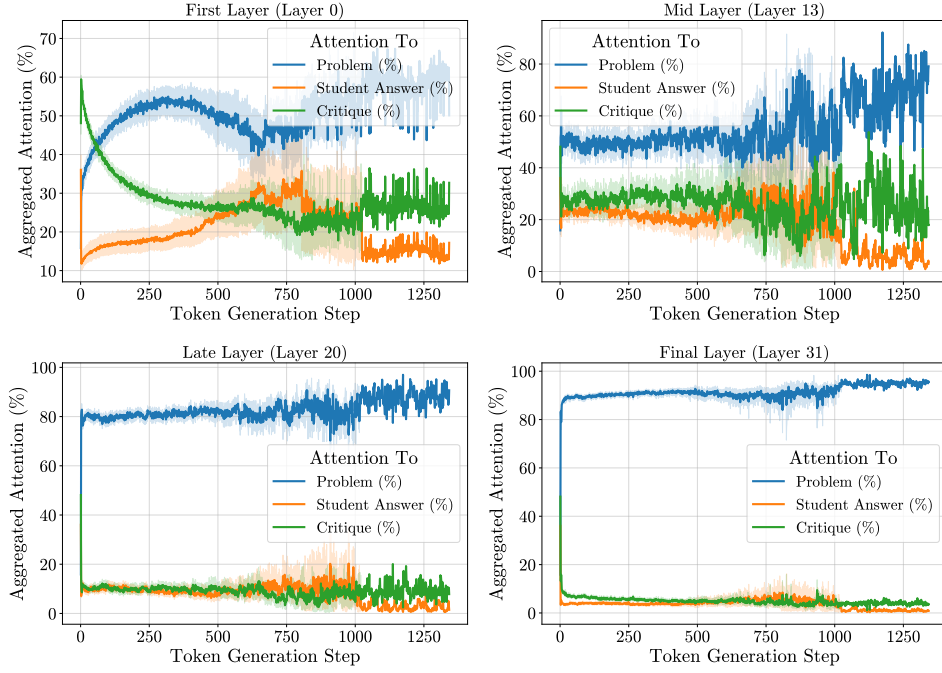 First Layer (Layer 0)
Aggregated Attention (%)
70
60
50
40
30
20
10
Attention To
Problem (%)
Student Answer (%)
Critique (%)
0 250 500 750 1000 1250
Token Generation Step
Mid Layer (Layer 13)
Aggregated Attention (%)
80
60
40
20
0
Attention To
Problem (%)
Student Answer (%)
Critique (%)
0 250 500 750 1000 1250
Token Generation Step
Late Layer (Layer 20)
Aggregated Attention (%)
100
80
60
40
20
0
Attention To
Problem (%)
Student Answer (%)
Critique (%)
0 250 500 750 1000 1250
Token Generation Step
Final Layer (Layer 31)
Aggregated Attention (%)
100
80
60
40
20
0
Attention To
Problem (%)
Student Answer (%)
Critique (%)
0 250 500 750 1000 1250
Token Generation Step